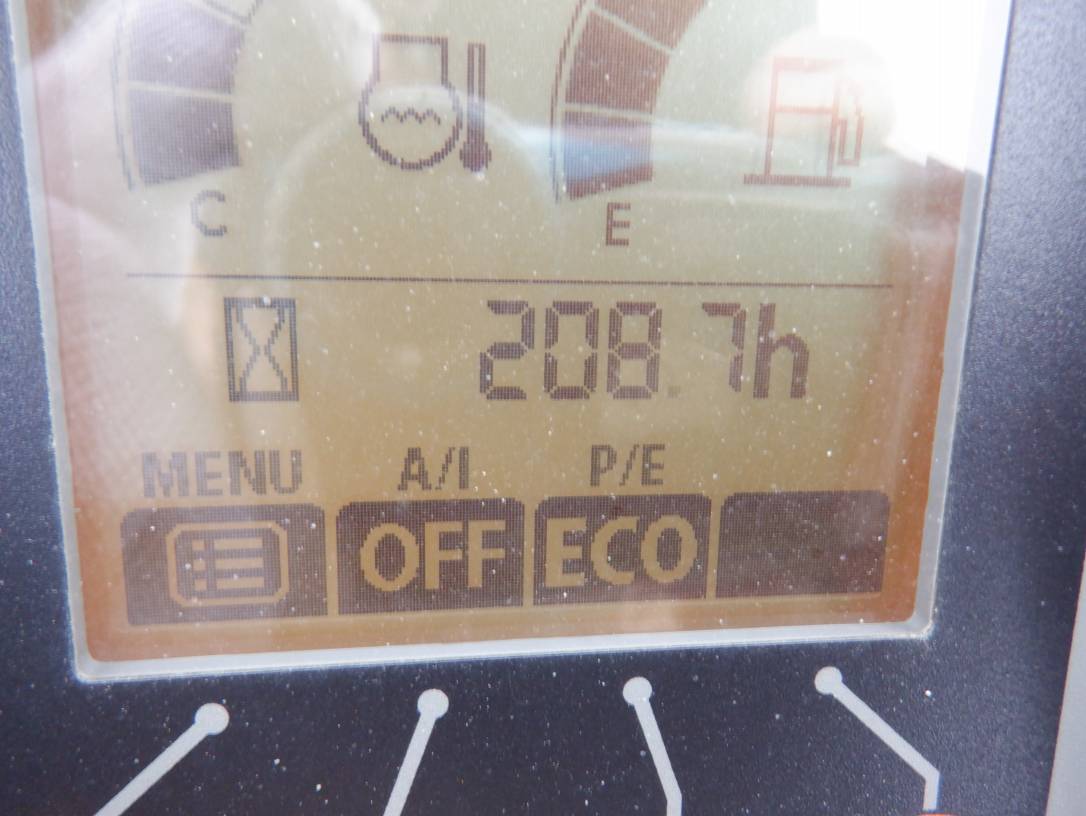 C E
208.7h
MENU A/I P/E
OFF ECO